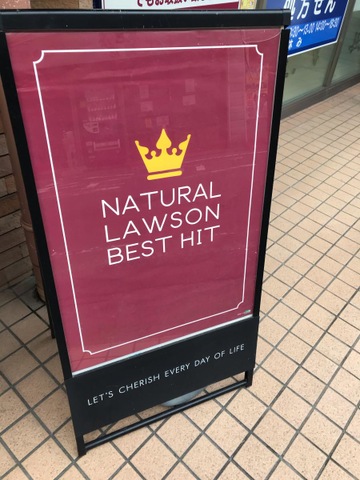 NATURAL
LAWSON
BEST HIT
LET'S CHERISH EVERY DAY OF LIFE